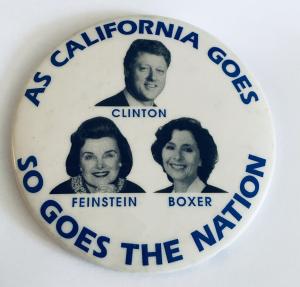 AS CALIFORNIA GOES
CLINTON
FEINSTEIN BOXER
SO GOES THE NATION